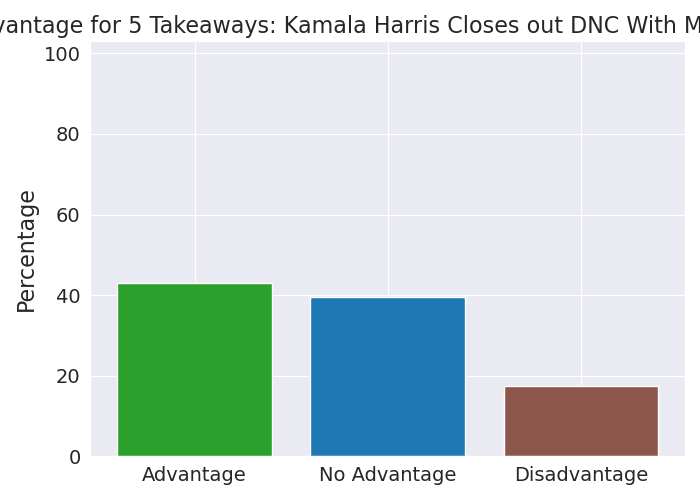 vantage for 5 Takeaways: Kamala Harris Closes out DNC With M
100
80
60
40
20
0
Percentage
Advantage No Advantage Disadvantage